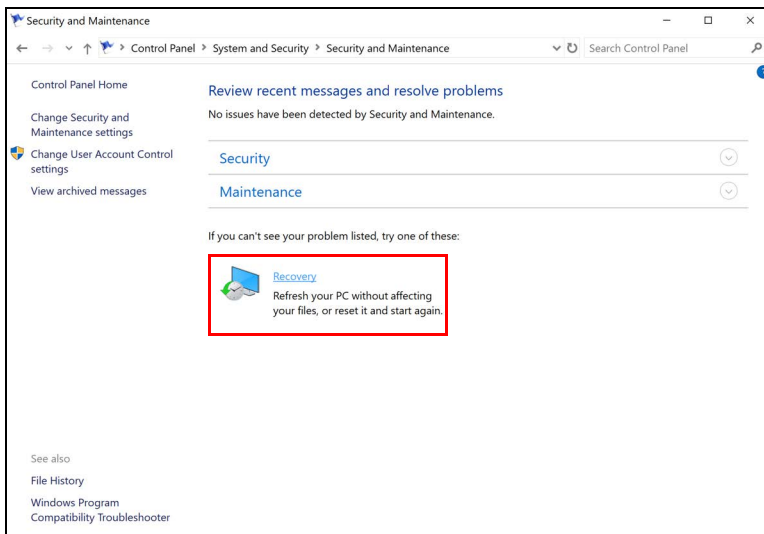 Security and Maintenance
Control Panel > System and Security > Security and Maintenance
Search Control Panel
Control Panel Home
Change Security and
Maintenance settings
Change User Account Control
settings
View archived messages
Review recent messages and resolve problems
No issues have been detected by Security and Maintenance.
Security
Maintenance
If you can't see your problem listed, try one of these:
Recovery
Refresh your PC without affecting
your files, or reset it and start again.
See also
File History
Windows Program
Compatibility Troubleshooter